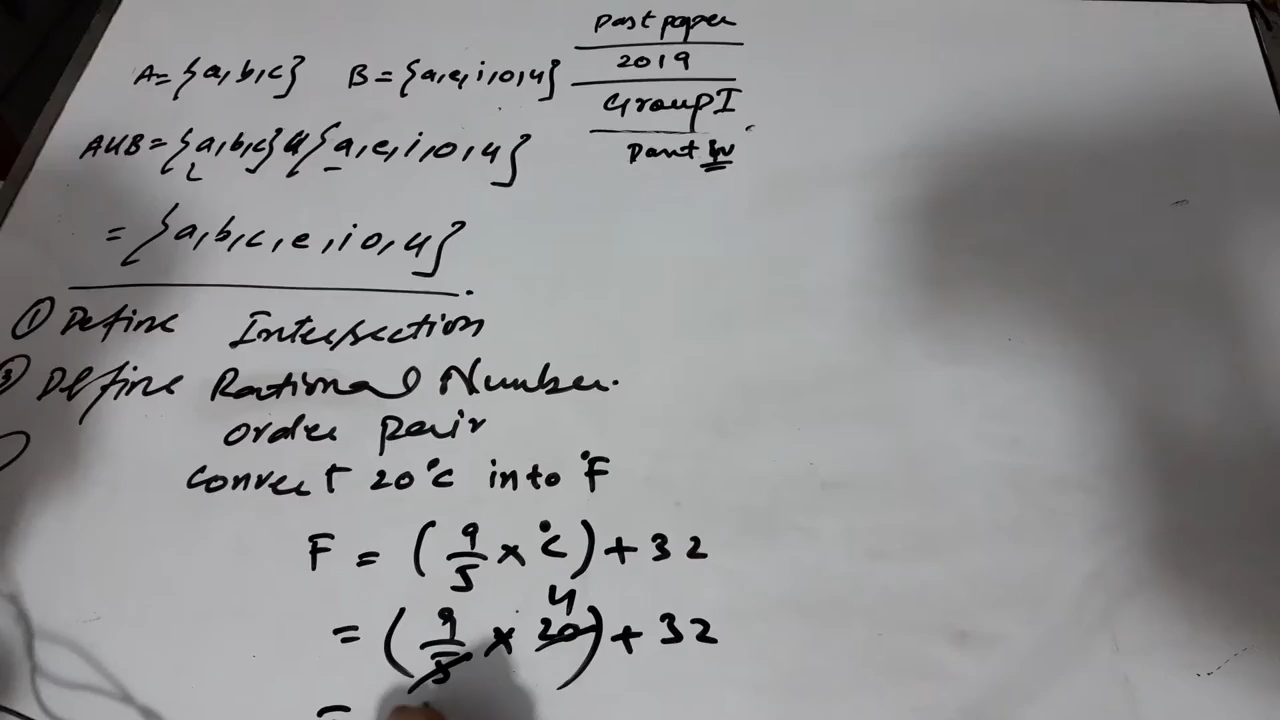 Past paper
2019
Group I
Part IV
A={a,b,c} B={a,e,i,o,u}
AUB={a,b,c}U{a,e,i,o,u}
={a,b,c,e,i o,u}
① Define Intersection
③ Define Rational Number.
order pair
Convert 20°C into °F
F = (9/5 × °C) + 32
= (9/5 × 20) + 32
4
=